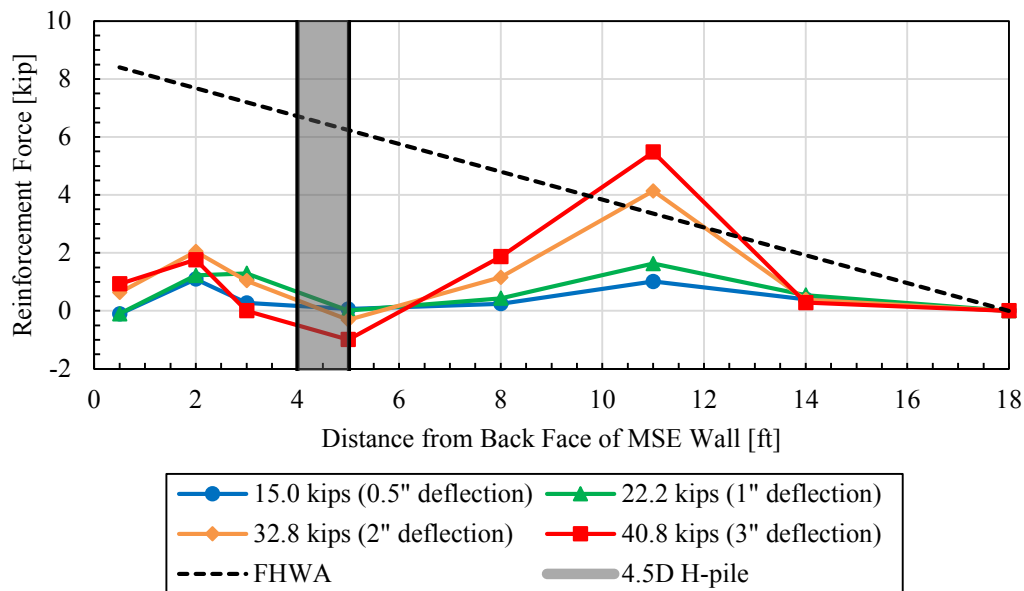 10
8
6
4
2
0
-2
Reinforcement Force [kip]
0 2 4 6 8 10 12 14 16 18
Distance from Back Face of MSE Wall [ft]
15.0 kips (0.5" deflection) 22.2 kips (1" deflection)
32.8 kips (2" deflection) 40.8 kips (3" deflection)
FHWA 4.5D H-pile